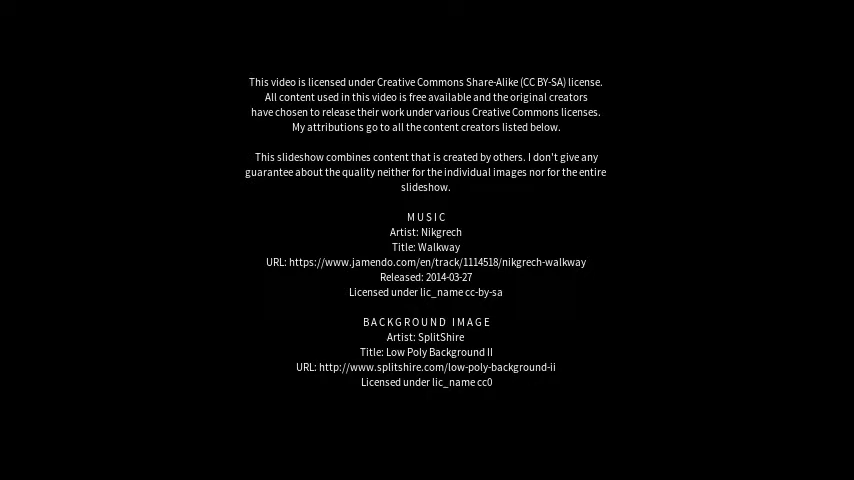 This video is licensed under Creative Commons Share-Alike (CC BY-SA) license.
All content used in this video is free available and the original creators
have chosen to release their work under various Creative Commons licenses.
My attributions go to all the content creators listed below.
This slideshow combines content that is created by others. I don't give any
guarantee about the quality neither for the individual images nor for the entire
slideshow.
MUSIC
Artist: Nikgrech
Title: Walkway
URL: https://www.jamendo.com/en/track/1114518/nikgrech-walkway
Released: 2014-03-27
Licensed under lic_name cc-by-sa
BACKGROUND IMAGE
Artist: SplitShire
Title: Low Poly Background II
URL: http://www.splitshire.com/low-poly-background-ii
Licensed under lic_name cc0